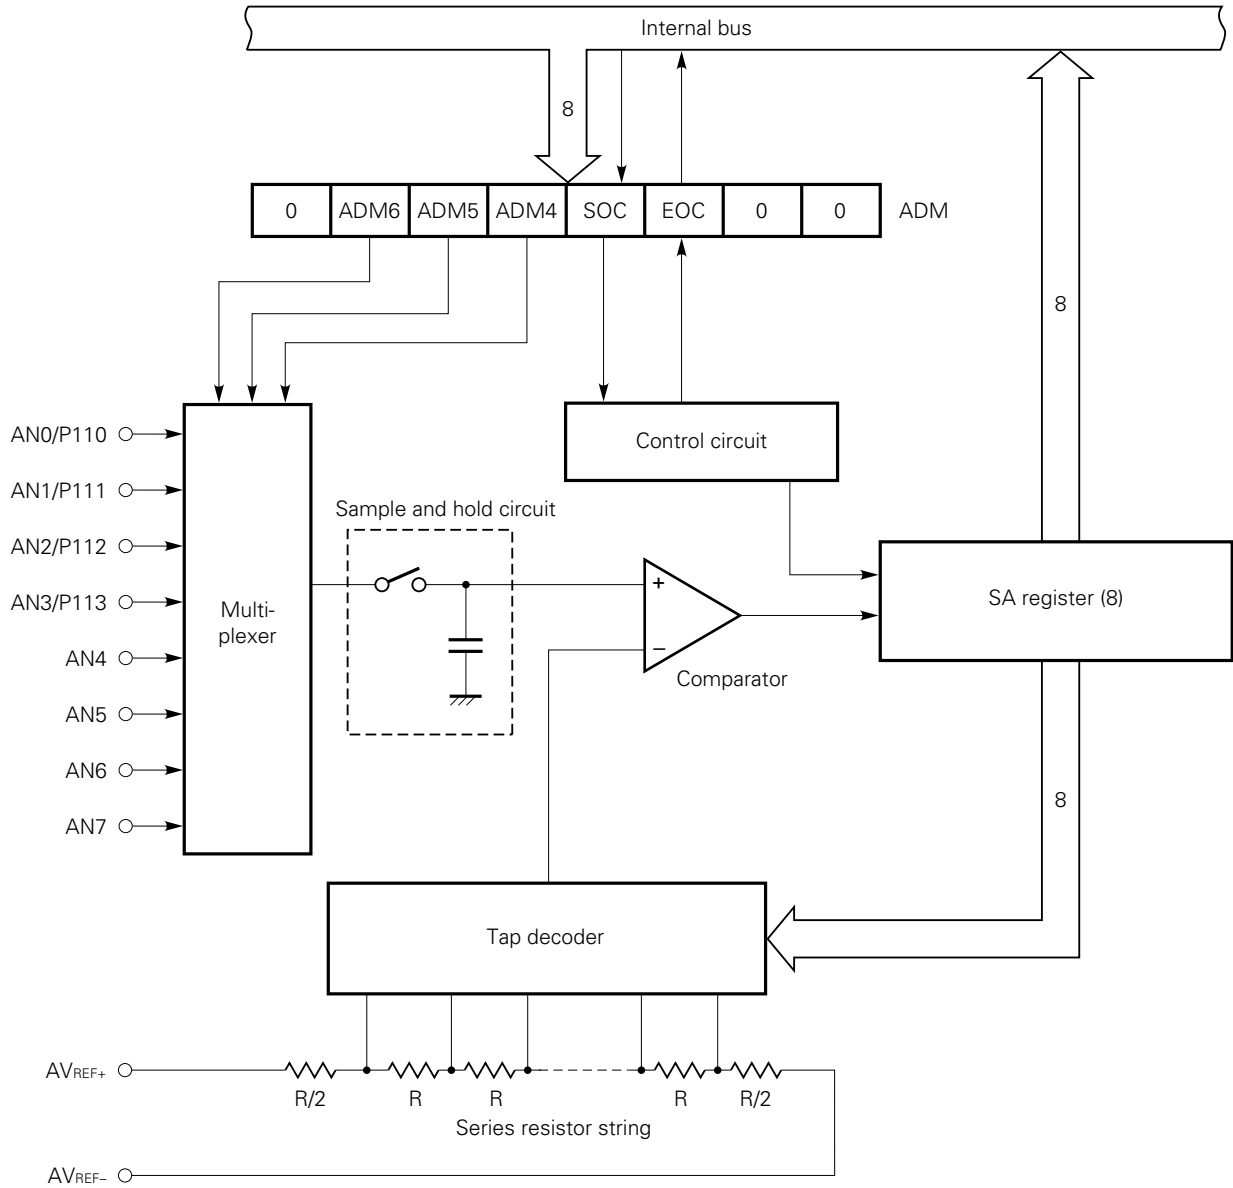 Internal bus
8
0 ADM6 ADM5 ADM4 SOC EOC 0 0 ADM
8
AN0/P110
AN1/P111
AN2/P112
AN3/P113
AN4
AN5
AN6
AN7
Multi-
plexer
Control circuit
Sample and hold circuit
+
−
Comparator
SA register (8)
8
Tap decoder
AVREF+
R/2 R R R R/2
Series resistor string
AVREF−